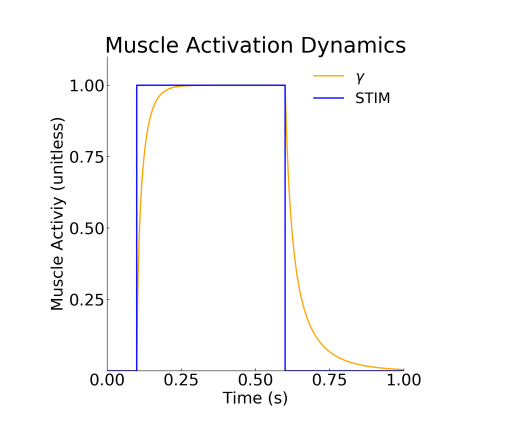 Muscle Activation Dynamics
γ
STIM
Muscle Activiy (unitless)
1.00
0.75
0.50
0.25
0.00 0.25 0.50 0.75 1.00
Time (s)